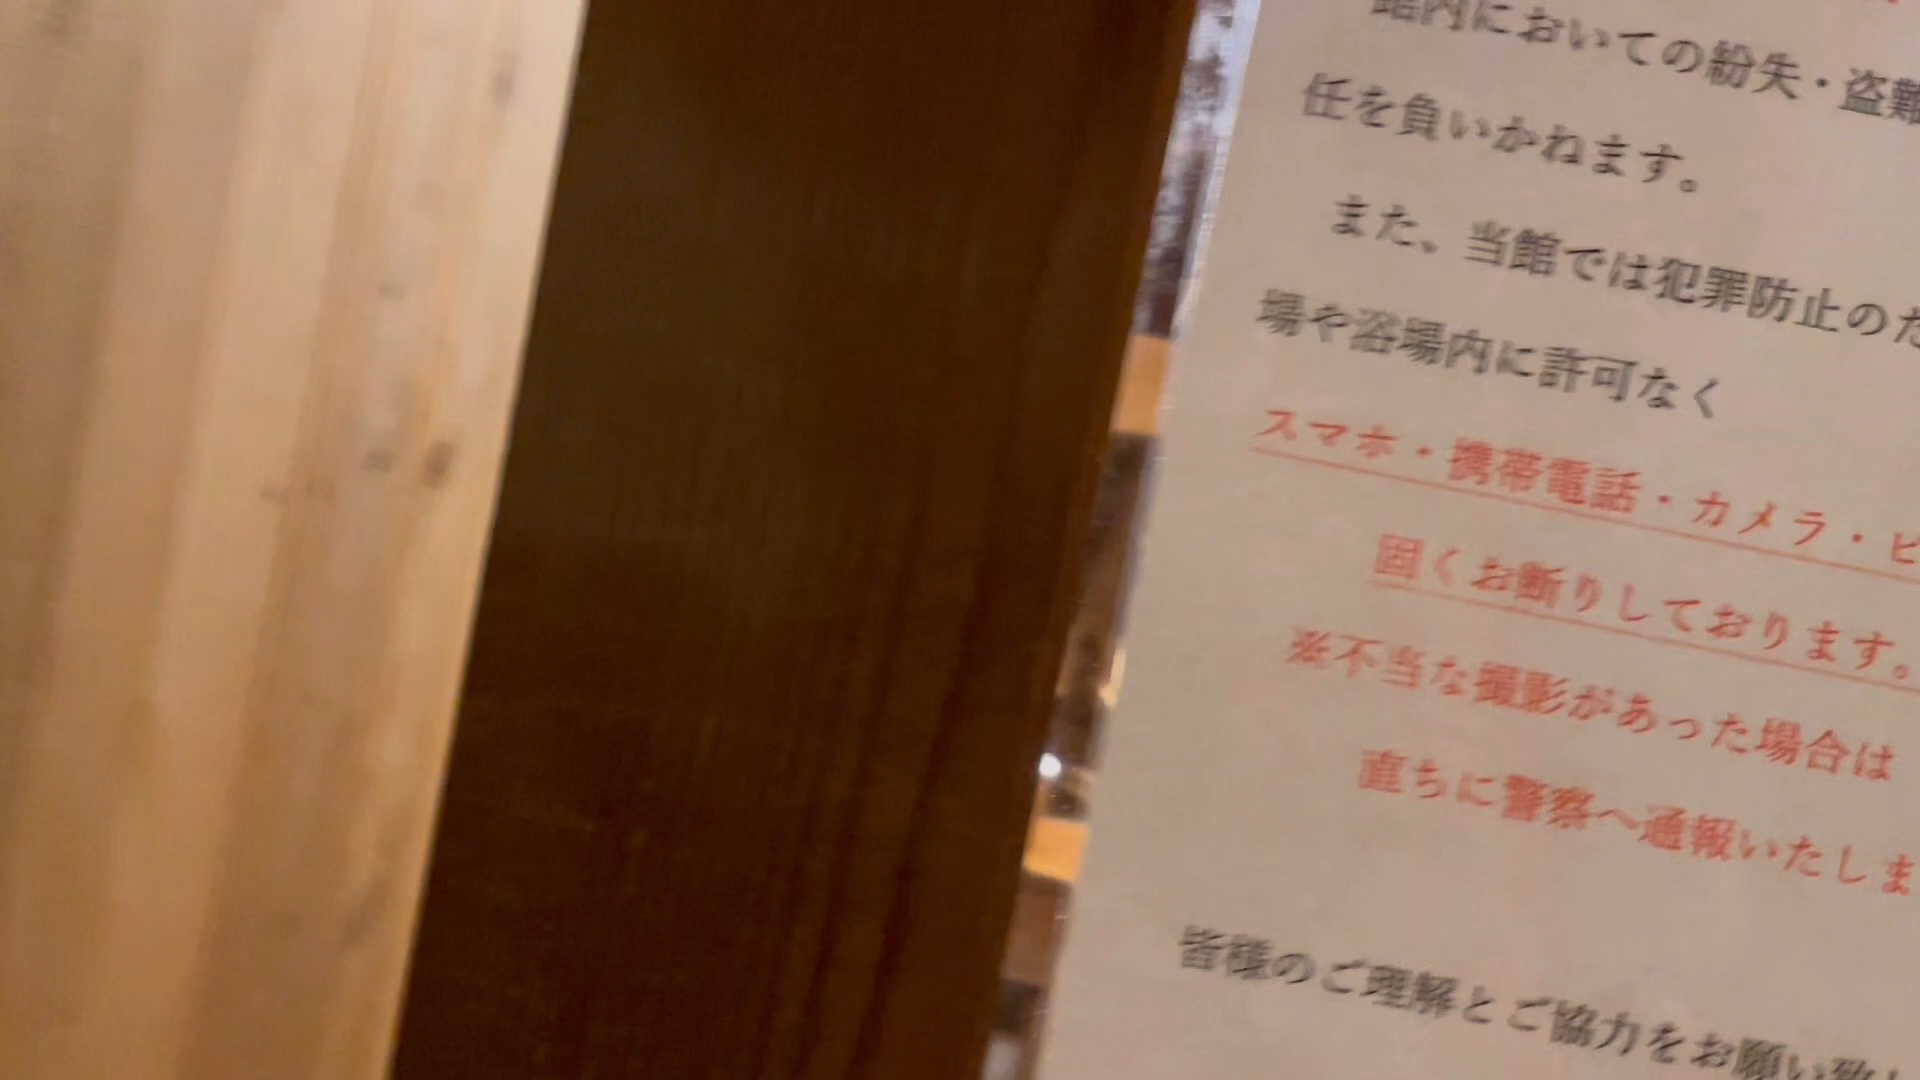 館内においての紛失・盗難
任を負いかねます。
また、当館では犯罪防止のた
場や浴場内に許可なく
スマホ・携帯電話・カメラ・ビ
固くお断りしております。
※不当な撮影があった場合は
直ちに警察へ通報いたしま
皆様のご理解とご協力をお願い致し